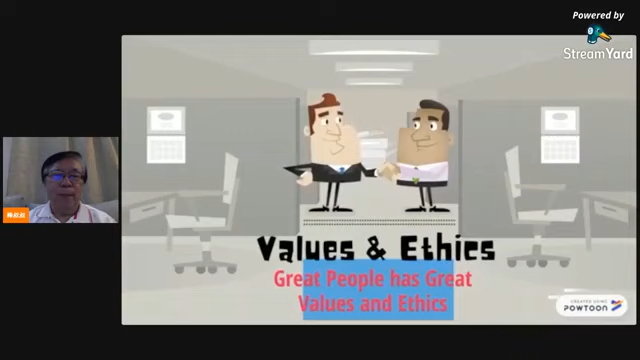 Powered by
StreamYard
Values & Ethics
Great People has Great
Values and Ethics
CREATED USING
POWTOON